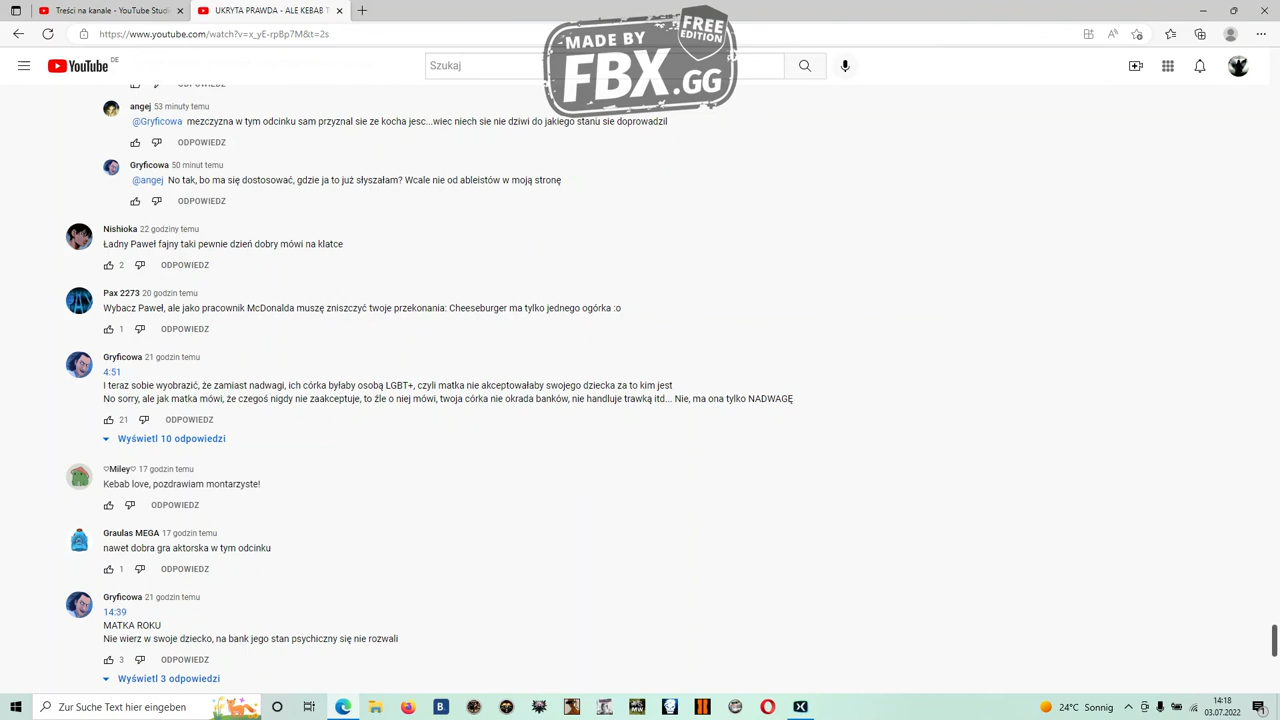 Treści na kanale - YouTube Studio
UKRYTA PRAWDA - ALE KEBAB T
https://www.youtube.com/watch?v=x_yE-rpBp7M&t=2s
MADE BY
FBX.GG
FREE
EDITION
YouTube DE
Szukaj
ODPOWIEDZ
angej 53 minuty temu
@Gryficowa mezczyzna w tym odcinku sam przyznal sie ze kocha jesc...wiec niech sie nie dziwi do jakiego stanu sie doprowadzil
ODPOWIEDZ
Gryficowa 50 minut temu
@angej No tak, bo ma się dostosować, gdzie ja to już słyszałam? Wcale nie od ableistów w moją stronę
ODPOWIEDZ
Nishioka 22 godziny temu
Ładny Paweł fajny taki pewnie dzień dobry mówi na klatce
2 ODPOWIEDZ
Pax 2273 20 godzin temu
Wybacz Paweł, ale jako pracownik McDonalda muszę zniszczyć twoje przekonania: Cheeseburger ma tylko jednego ogórka :o
1 ODPOWIEDZ
Gryficowa 21 godzin temu
4:51
I teraz sobie wyobrazić, że zamiast nadwagi, ich córka byłaby osobą LGBT+, czyli matka nie akceptowałaby swojego dziecka za to kim jest
No sorry, ale jak matka mówi, że czegoś nigdy nie zaakceptuje, to źle o niej mówi, twoja córka nie okrada banków, nie handluje trawką itd... Nie, ma ona tylko NADWAGĘ
21 ODPOWIEDZ
Wyświetl 10 odpowiedzi
♡Miley♡ 17 godzin temu
Kebab love, pozdrawiam montarzyste!
ODPOWIEDZ
Graulas MEGA 17 godzin temu
nawet dobra gra aktorska w tym odcinku
1 ODPOWIEDZ
Gryficowa 21 godzin temu
14:39
MATKA ROKU
Nie wierz w swoje dziecko, na bank jego stan psychiczny się nie rozwali
3 ODPOWIEDZ
Wyświetl 3 odpowiedzi
Zur Suche Text hier eingeben
24°C Sonnig
14:18
03.07.2022